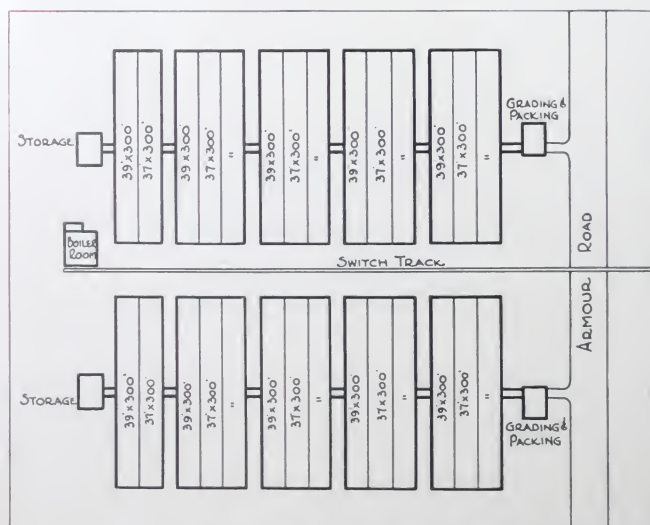 GRADING &
PACKING
STORAGE
39'x300'
37'x300'
39'x300'
37'x300'
"
39'x300'
37'x300'
"
39'x300'
37'x300'
"
39'x300'
37'x300'
"
BOILER
ROOM
SWITCH TRACK
ARMOUR ROAD
STORAGE
39'x300'
37'x300'
39'x300'
37'x300'
"
39'x300'
37'x300'
"
39'x300'
37'x300'
"
39'x300'
37'x300'
"
GRADING &
PACKING